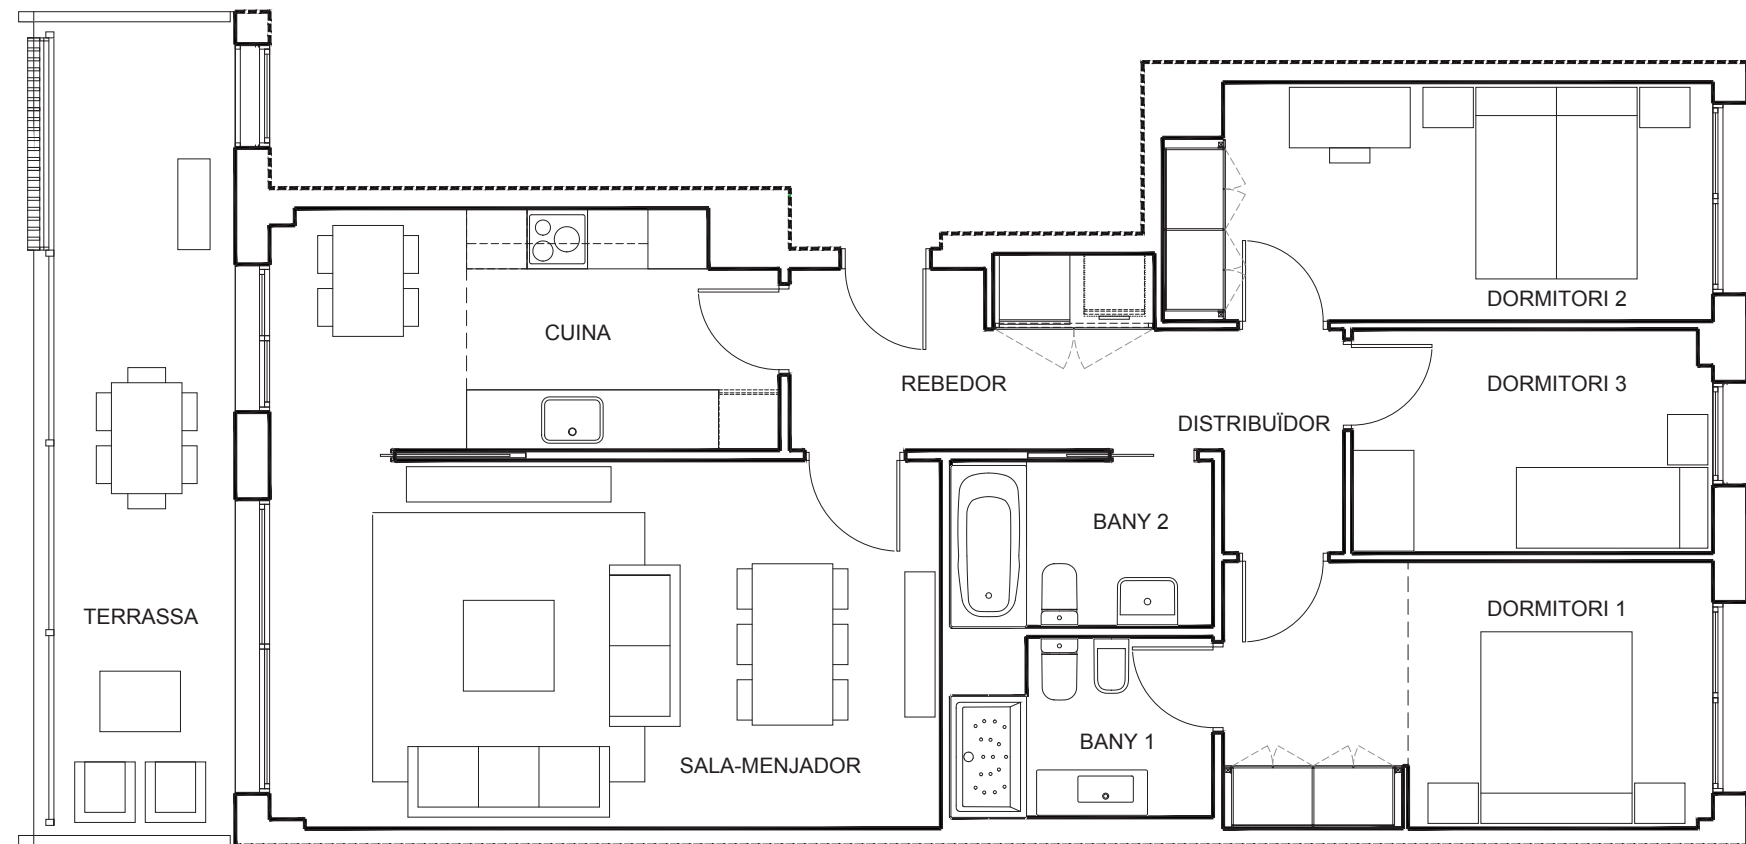 DORMITORI 2
CUINA
REBEDOR
DORMITORI 3
DISTRIBUÏDOR
BANY 2
TERRASSA
DORMITORI 1
BANY 1
SALA-MENJADOR